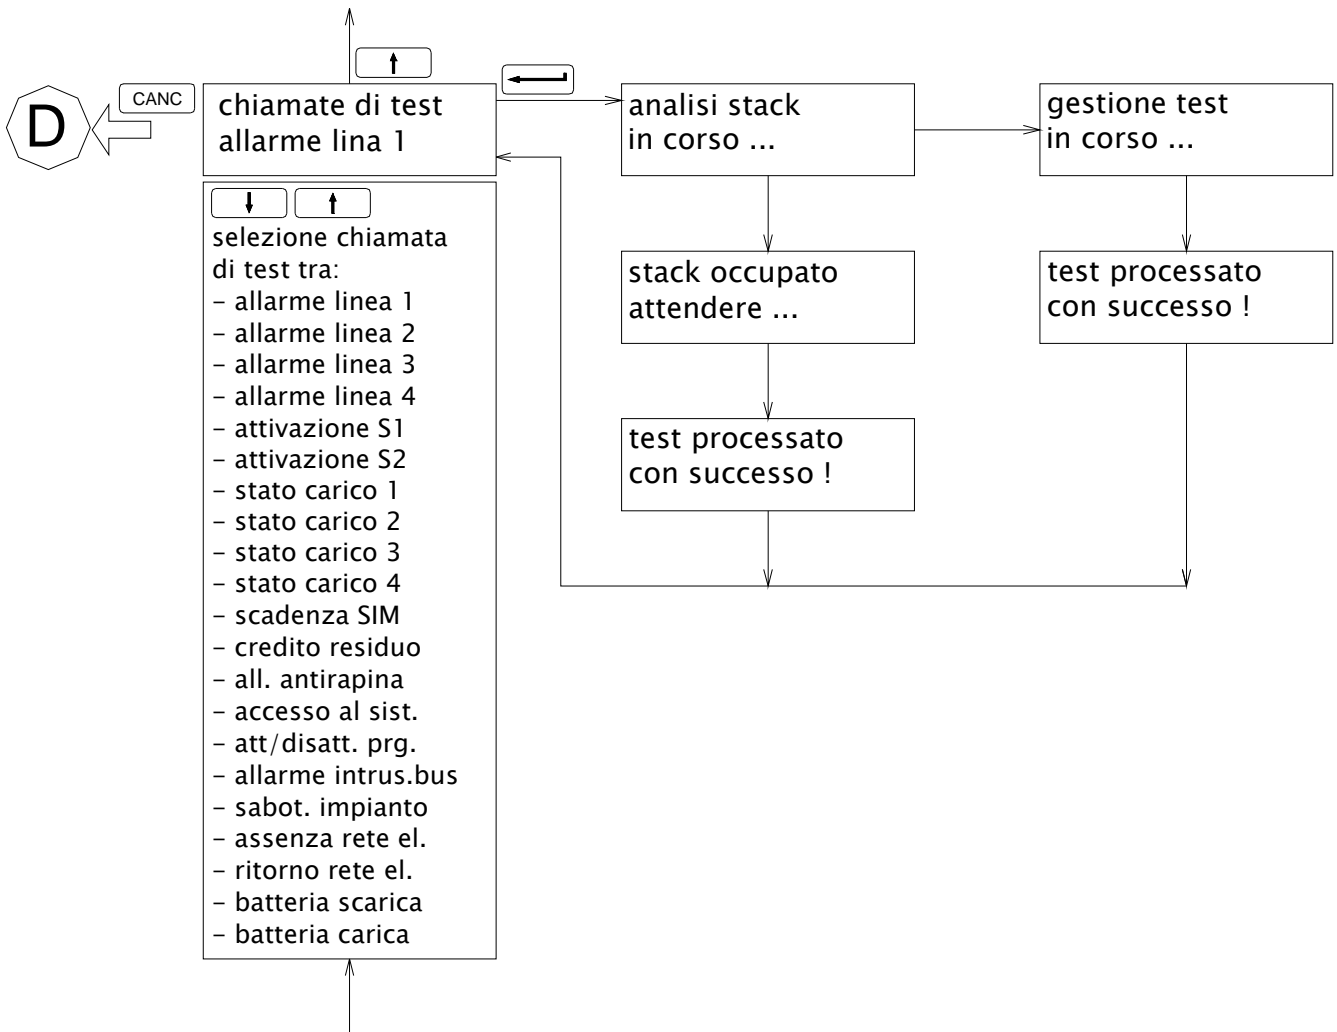 D
CANC
chiamate di test
allarme lina 1
analisi stack
in corso ...
gestione test
in corso ...
selezione chiamata
di test tra:
– allarme linea 1
– allarme linea 2
– allarme linea 3
– allarme linea 4
– attivazione S1
– attivazione S2
– stato carico 1
– stato carico 2
– stato carico 3
– stato carico 4
– scadenza SIM
– credito residuo
– all. antirapina
– accesso al sist.
– att/disatt. prg.
– allarme intrus.bus
– sabot. impianto
– assenza rete el.
– ritorno rete el.
– batteria scarica
– batteria carica
stack occupato
attendere ...
test processato
con successo !
test processato
con successo !